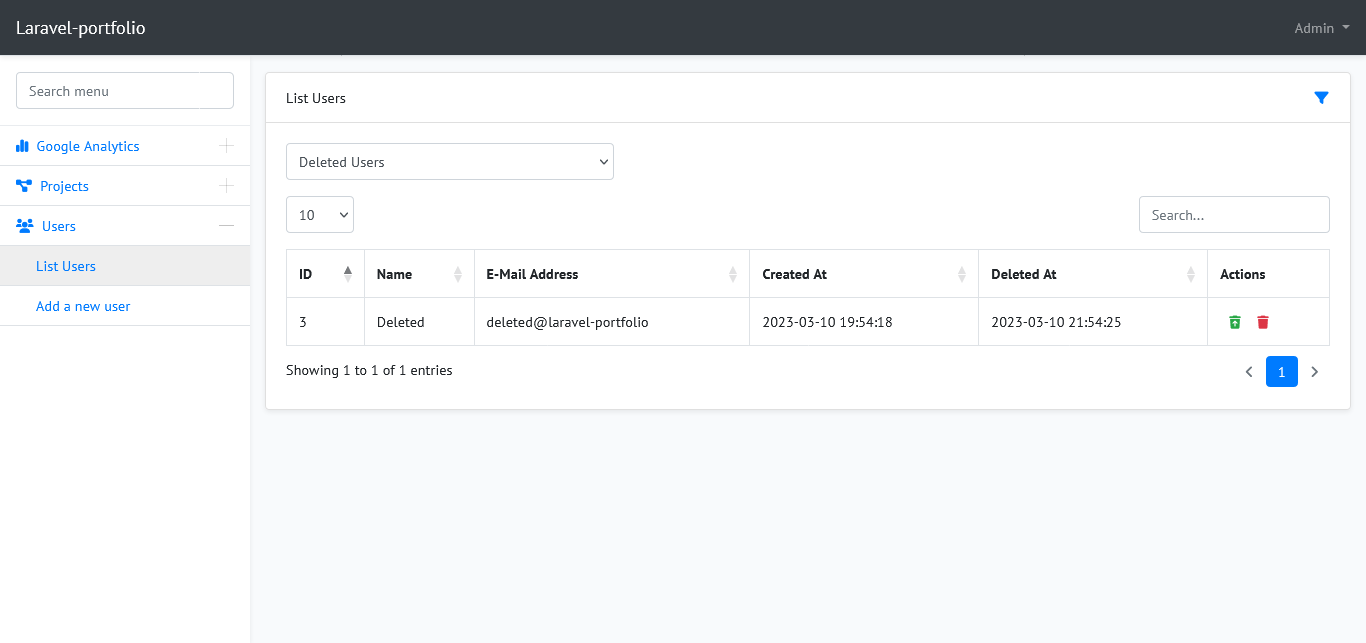 Laravel-portfolio
Admin
Search menu
Google Analytics
Projects
Users
List Users
Add a new user
List Users
Deleted Users
10
Search...
ID Name E-Mail Address Created At Deleted At Actions
3 Deleted deleted@laravel-portfolio 2023-03-10 19:54:18 2023-03-10 21:54:25
Showing 1 to 1 of 1 entries
1